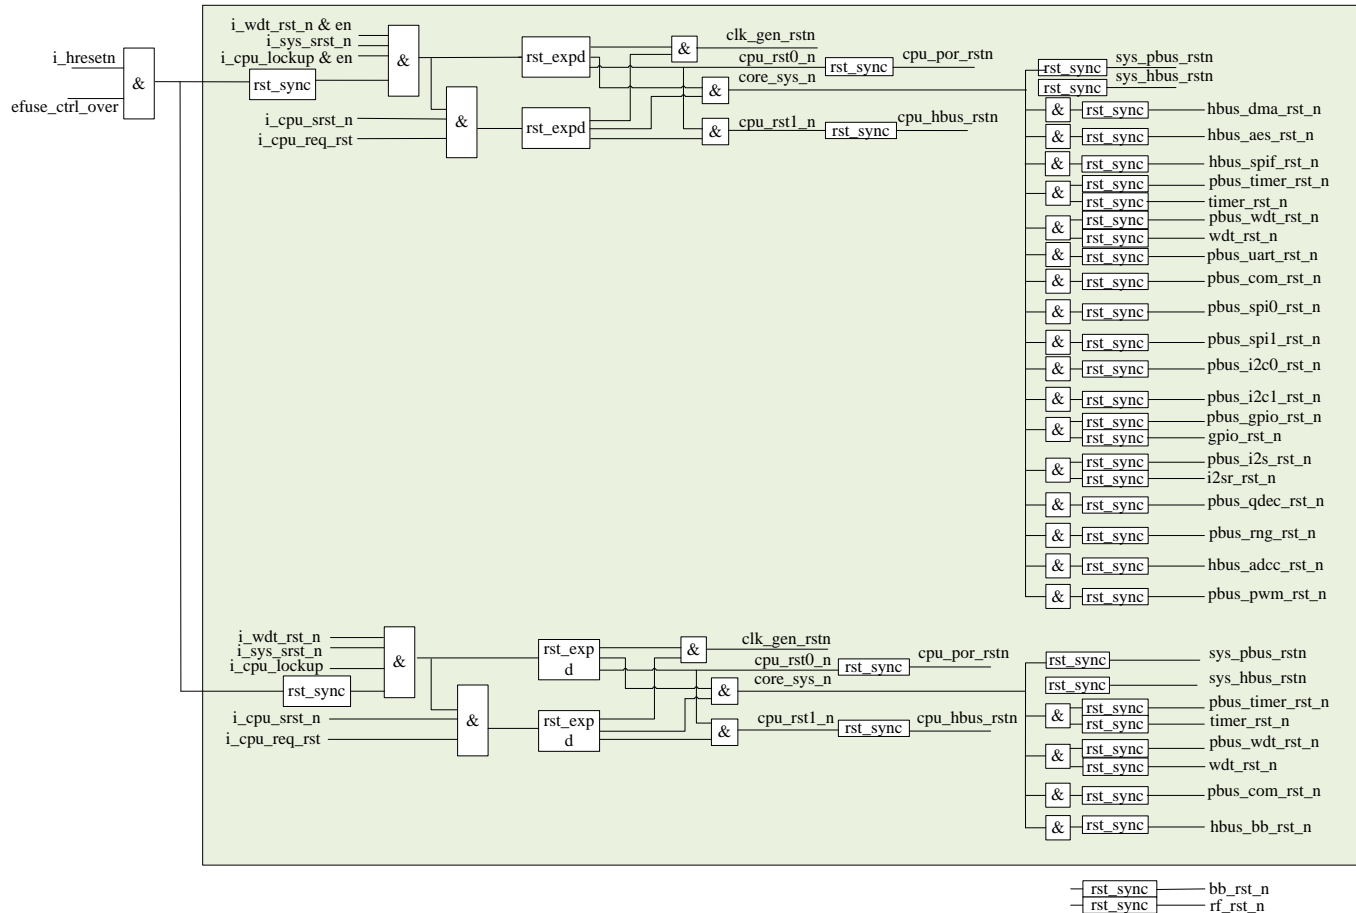 i_hresetn
efuse_ctrl_over
&
i_wdt_rst_n & en
i_sys_srst_n
i_cpu_lockup & en
rst_sync
&
i_cpu_srst_n
i_cpu_req_rst
&
rst_expd
rst_expd
&
&
&
clk_gen_rstn
cpu_rst0_n
core_sys_n
cpu_rst1_n
rst_sync
cpu_por_rstn
rst_sync
cpu_hbus_rstn
rst_sync sys_pbus_rstn
rst_sync sys_hbus_rstn
& rst_sync hbus_dma_rst_n
& rst_sync hbus_aes_rst_n
& rst_sync hbus_spif_rst_n
& rst_sync pbus_timer_rst_n
rst_sync timer_rst_n
& rst_sync pbus_wdt_rst_n
rst_sync wdt_rst_n
& rst_sync pbus_uart_rst_n
& rst_sync pbus_com_rst_n
& rst_sync pbus_spi0_rst_n
& rst_sync pbus_spi1_rst_n
& rst_sync pbus_i2c0_rst_n
& rst_sync pbus_i2c1_rst_n
& rst_sync pbus_gpio_rst_n
rst_sync gpio_rst_n
& rst_sync pbus_i2s_rst_n
rst_sync i2sr_rst_n
& rst_sync pbus_qdec_rst_n
& rst_sync pbus_rng_rst_n
& rst_sync hbus_adcc_rst_n
& rst_sync pbus_pwm_rst_n
i_wdt_rst_n
i_sys_srst_n
i_cpu_lockup
rst_sync
&
i_cpu_srst_n
i_cpu_req_rst
&
rst_exp
d
rst_exp
d
&
&
&
clk_gen_rstn
cpu_rst0_n
core_sys_n
cpu_rst1_n
rst_sync
cpu_por_rstn
rst_sync
cpu_hbus_rstn
rst_sync sys_pbus_rstn
rst_sync sys_hbus_rstn
& rst_sync pbus_timer_rst_n
rst_sync timer_rst_n
& rst_sync pbus_wdt_rst_n
rst_sync wdt_rst_n
& rst_sync pbus_com_rst_n
& rst_sync hbus_bb_rst_n
rst_sync bb_rst_n
rst_sync rf_rst_n